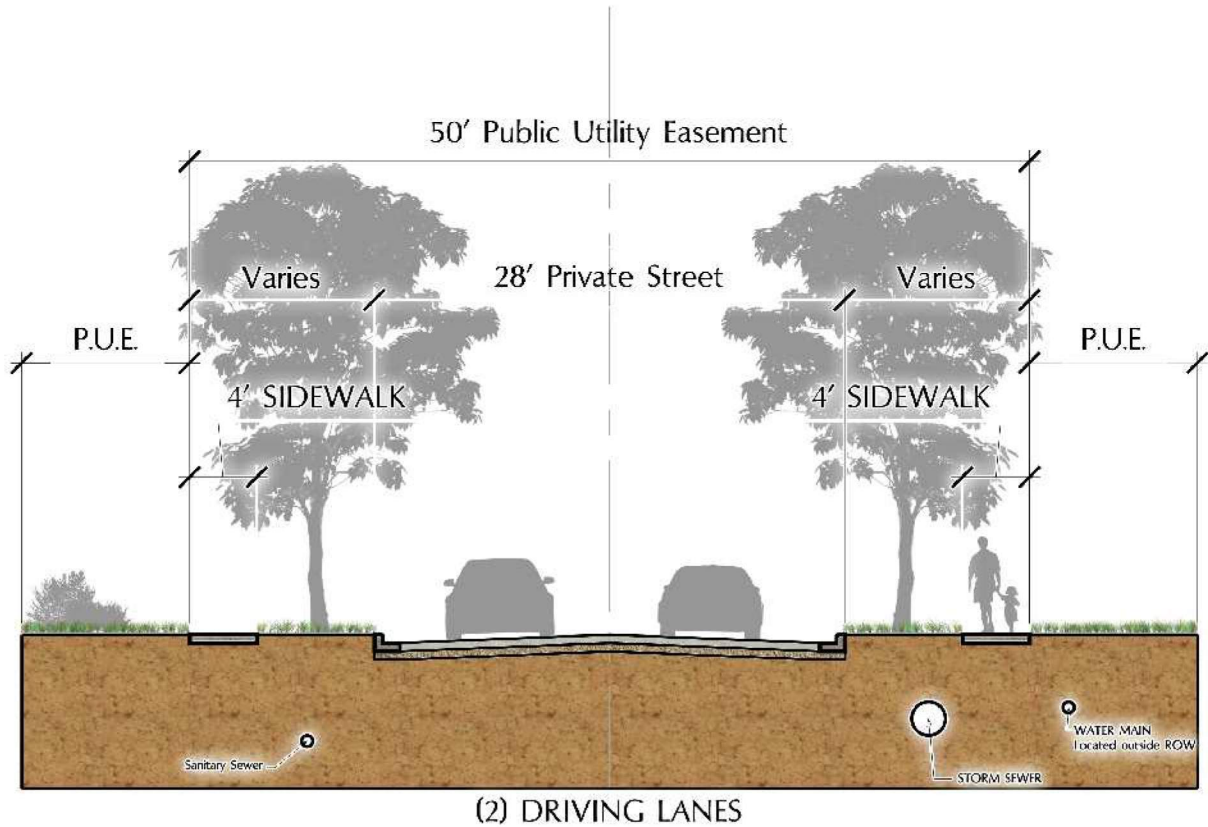 50' Public Utility Easement
Varies
28' Private Street
Varies
P.U.E.
P.U.E.
4' SIDEWALK
4' SIDEWALK
WATER MAIN
Located outside ROW
Sanitary Sewer
STORM SEWER
(2) DRIVING LANES